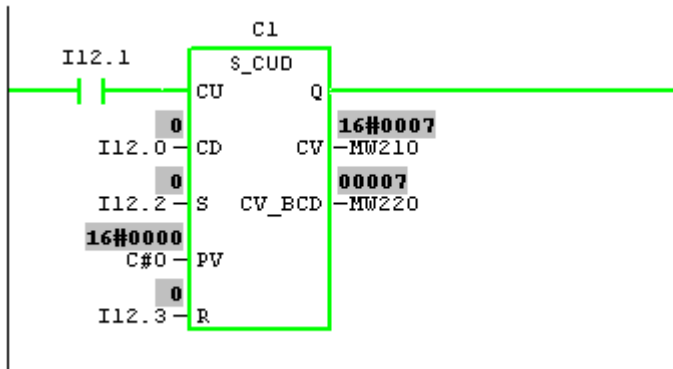 C1
I12.1
S_CUD
CU Q
0 16#0007
I12.0 CD CV MW210
0 00007
I12.2 S CV_BCD MW220
16#0000
C#0 PV
0
I12.3 R